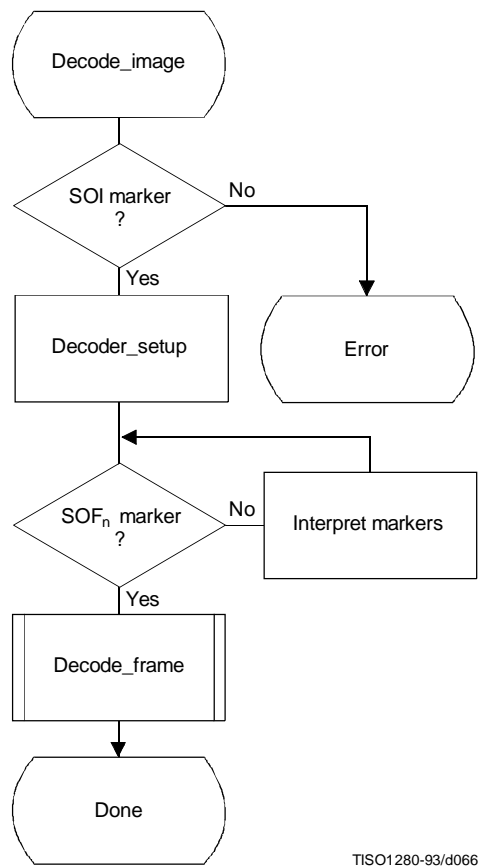 Decode_image
SOI marker
?
No
Yes
Decoder_setup
Error
SOFₙ marker
?
No
Interpret markers
Yes
Decode_frame
Done
TISO1280-93/d066